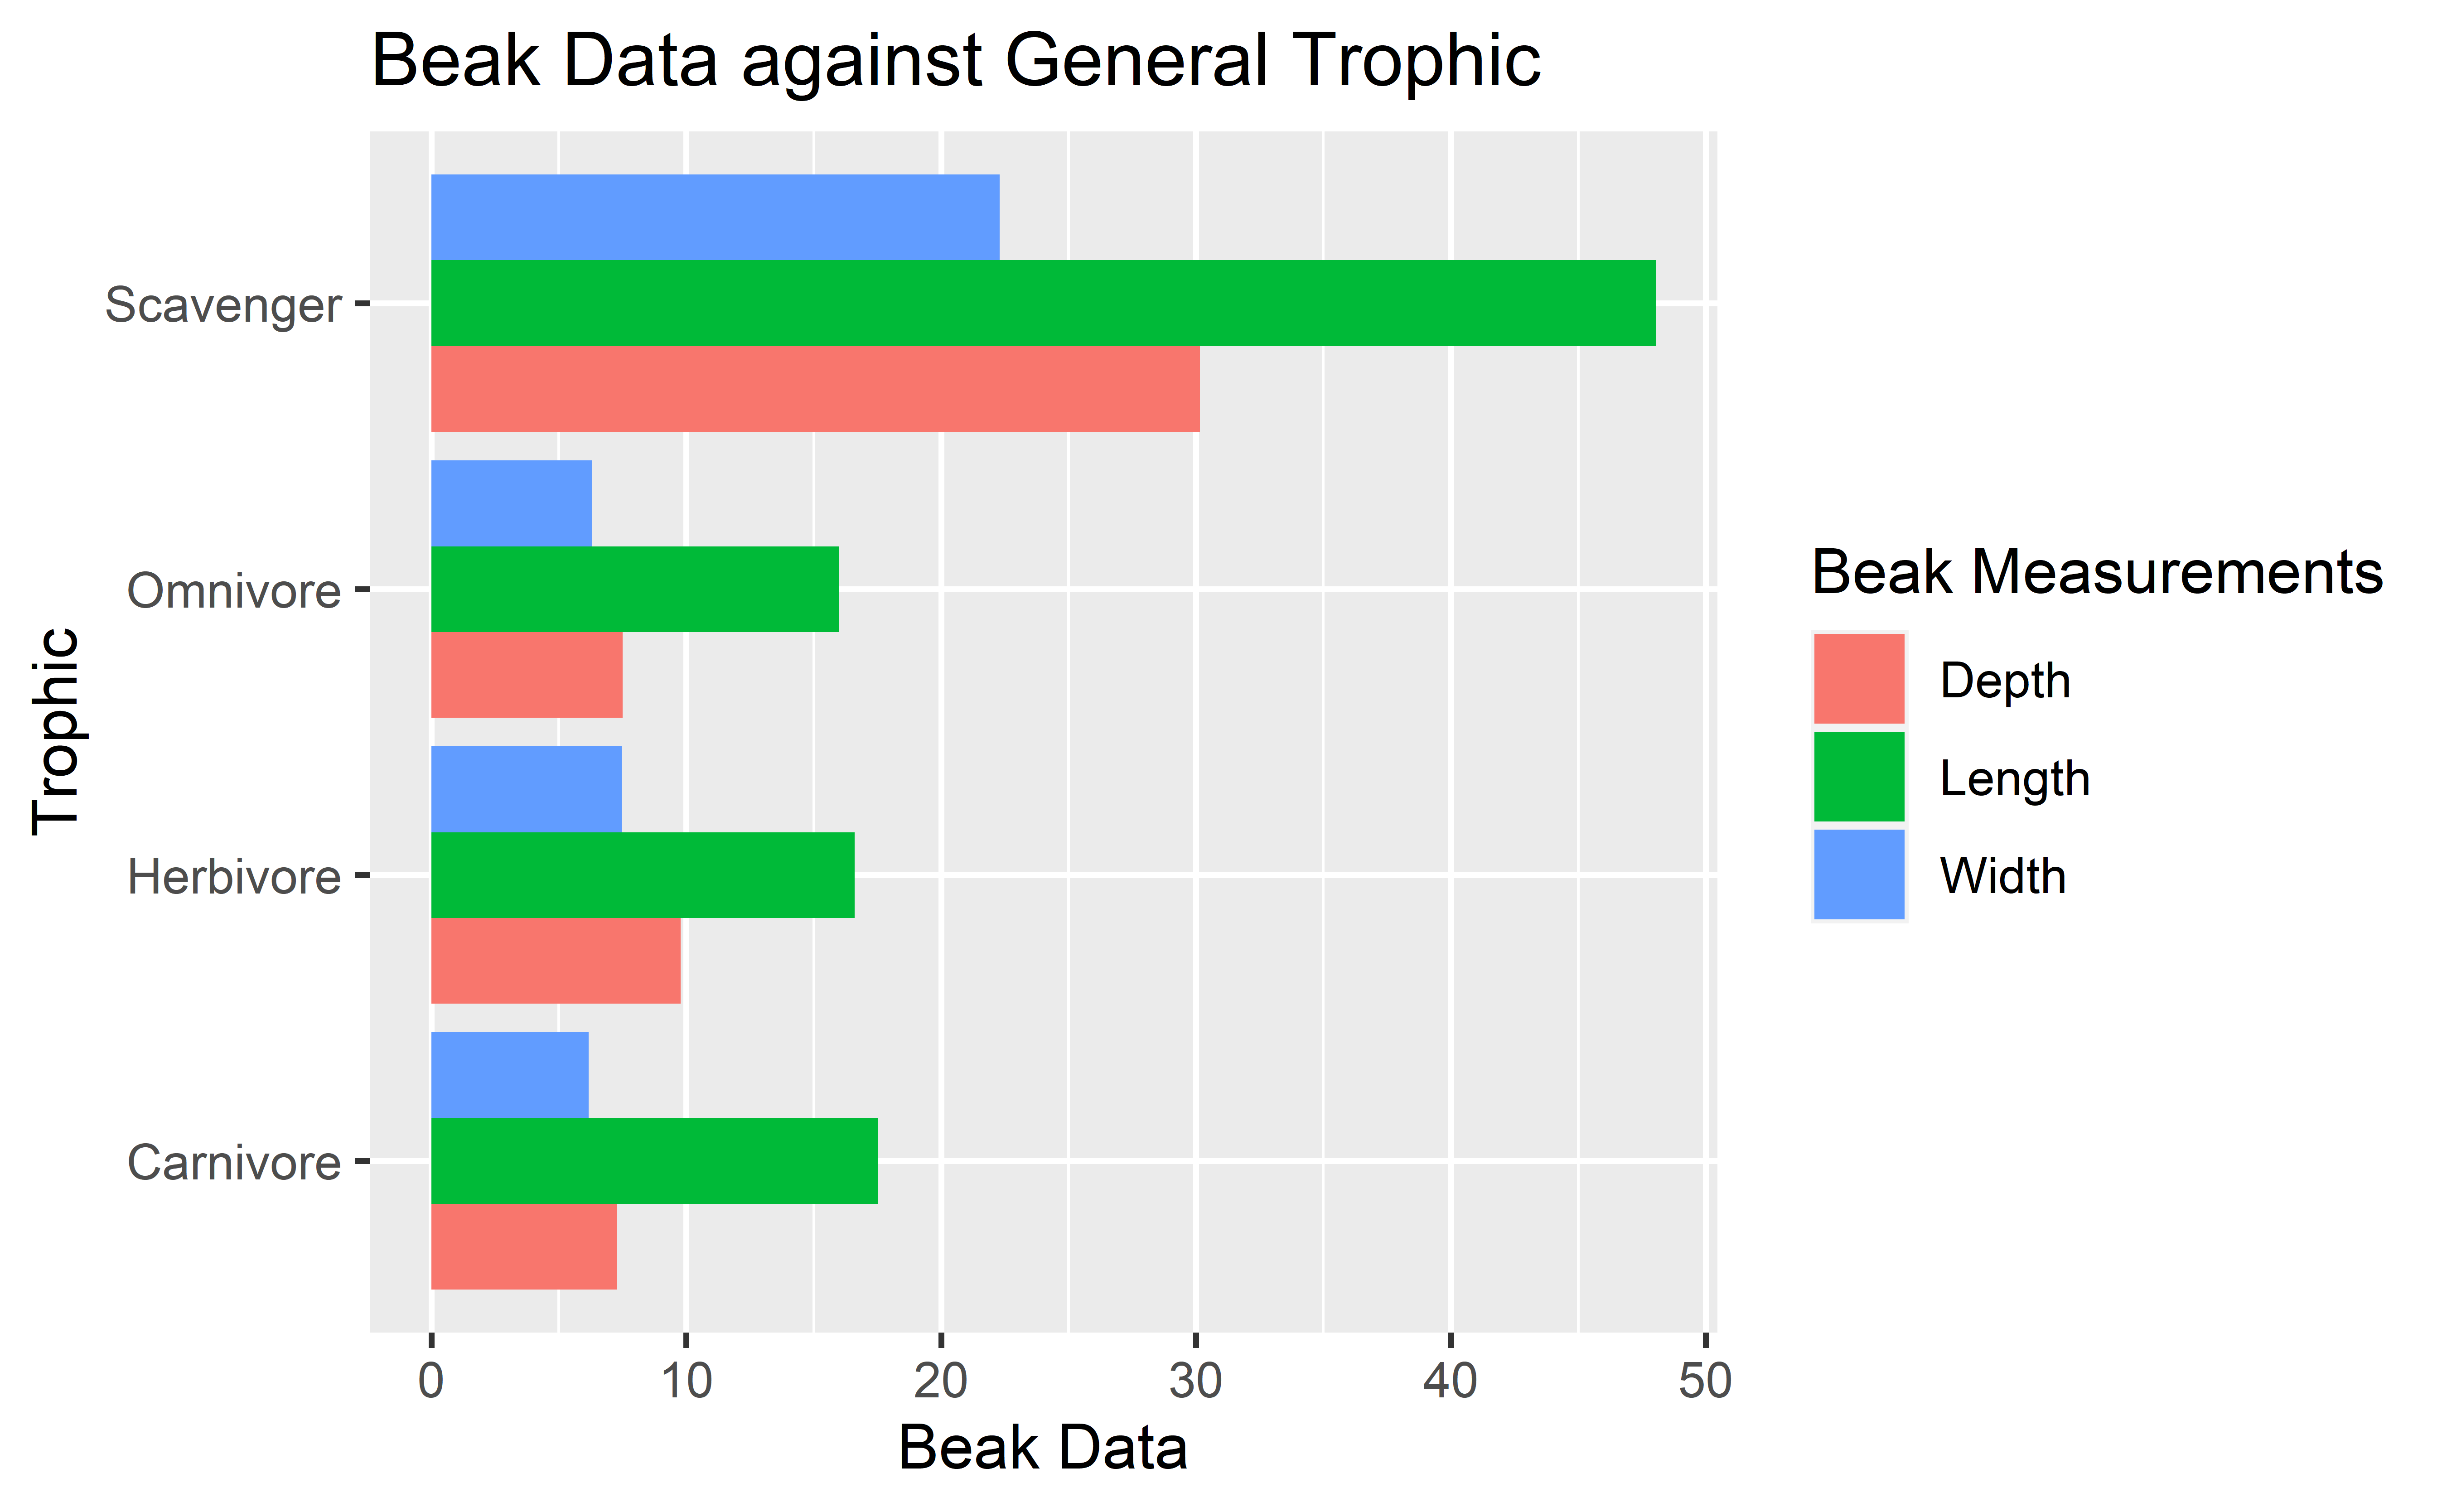 Beak Data against General Trophic
Trophic
Scavenger
Omnivore
Herbivore
Carnivore
0 10 20 30 40 50
Beak Data
Beak Measurements
Depth
Length
Width